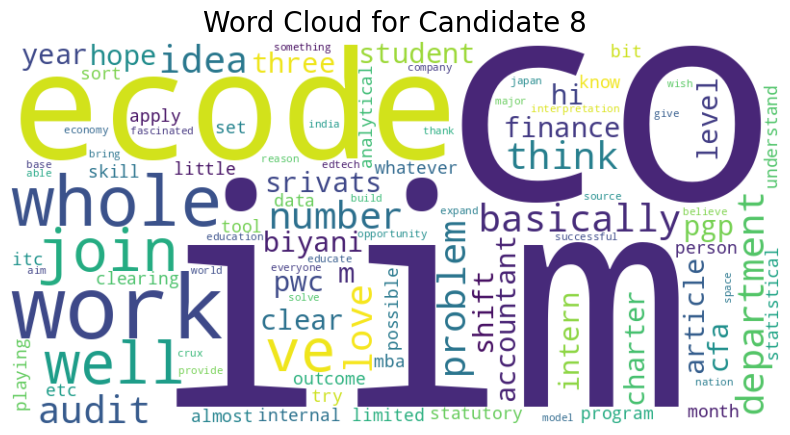 Word Cloud for Candidate 8
year hope idea something three student bit
sort company japan know wish
ecode co
economy apply fascinated set india analytical major hi interpretation give level
thank finance
base able bring skill little reason edtech whatever think understand
whole srivats data build expand source
tool number basically believe pgp
join education biyani opportunity successful person
itc clearing aim world everyone m problem shift department
work pwc educate love possible accountant article space statistical
iim
clear solve mba cfa
well crux ve intern charter nation
playing etc provide outcome try
audit almost internal limited statutory model program month